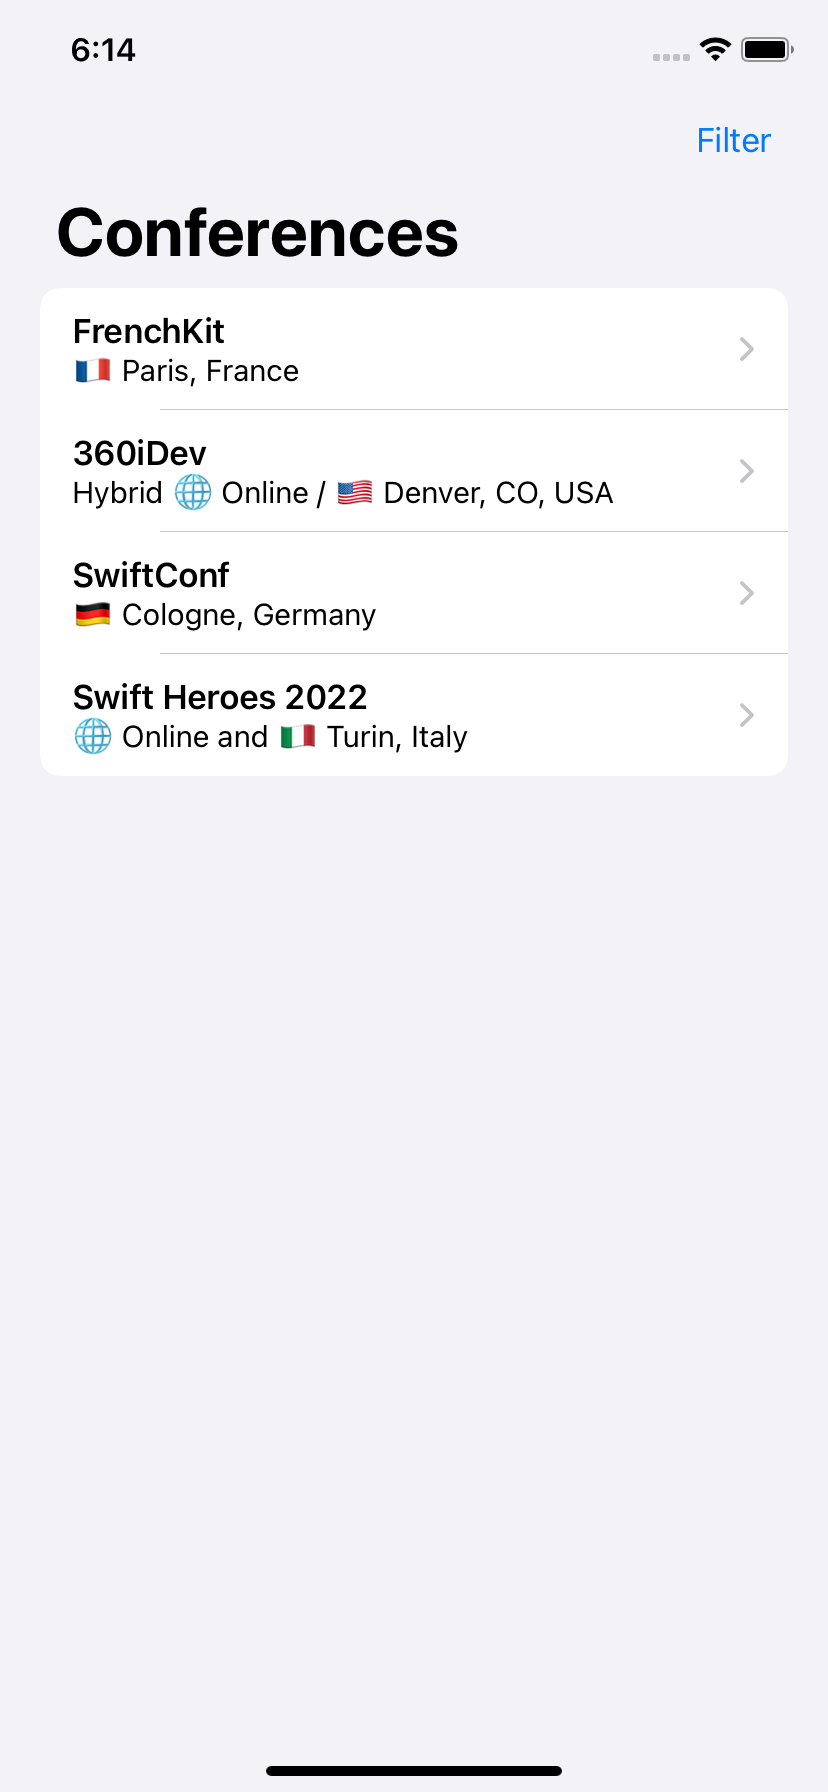 6:14
Filter
Conferences
FrenchKit
🇫🇷 Paris, France
360iDev
Hybrid 🌐 Online / 🇺🇸 Denver, CO, USA
SwiftConf
🇩🇪 Cologne, Germany
Swift Heroes 2022
🌐 Online and 🇮🇹 Turin, Italy